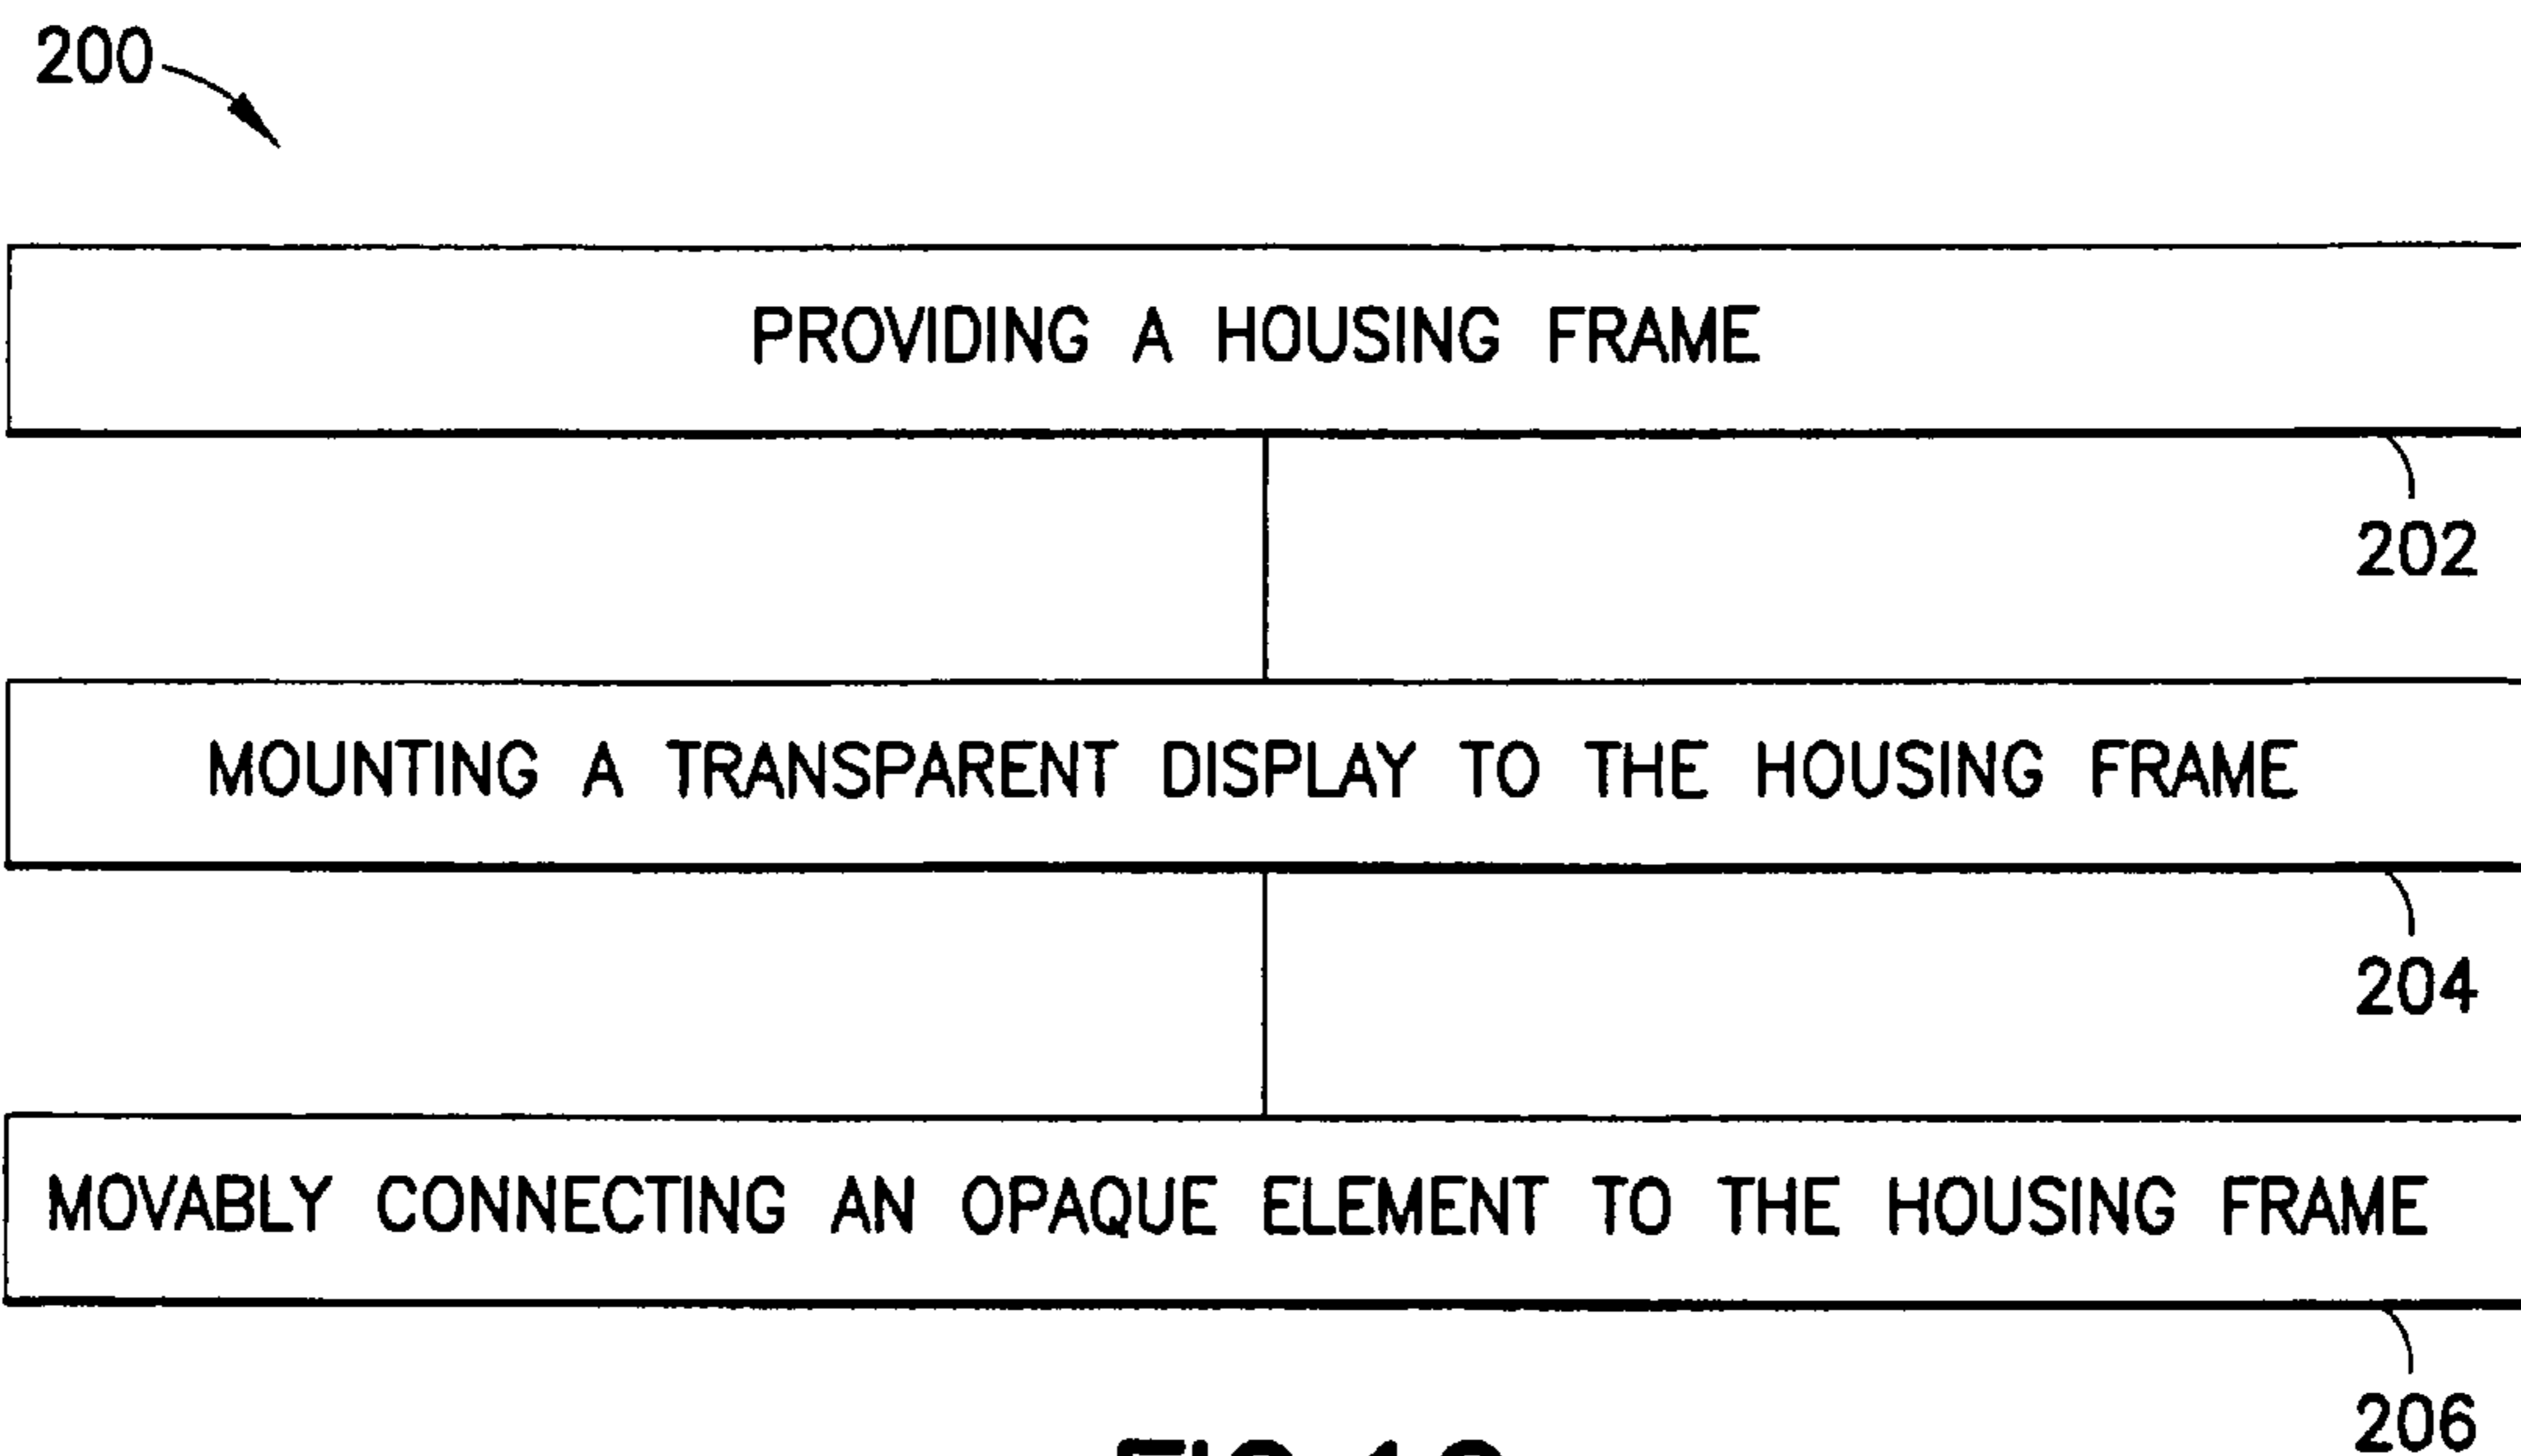 200
PROVIDING A HOUSING FRAME
202
MOUNTING A TRANSPARENT DISPLAY TO THE HOUSING FRAME
204
MOVABLY CONNECTING AN OPAQUE ELEMENT TO THE HOUSING FRAME
206